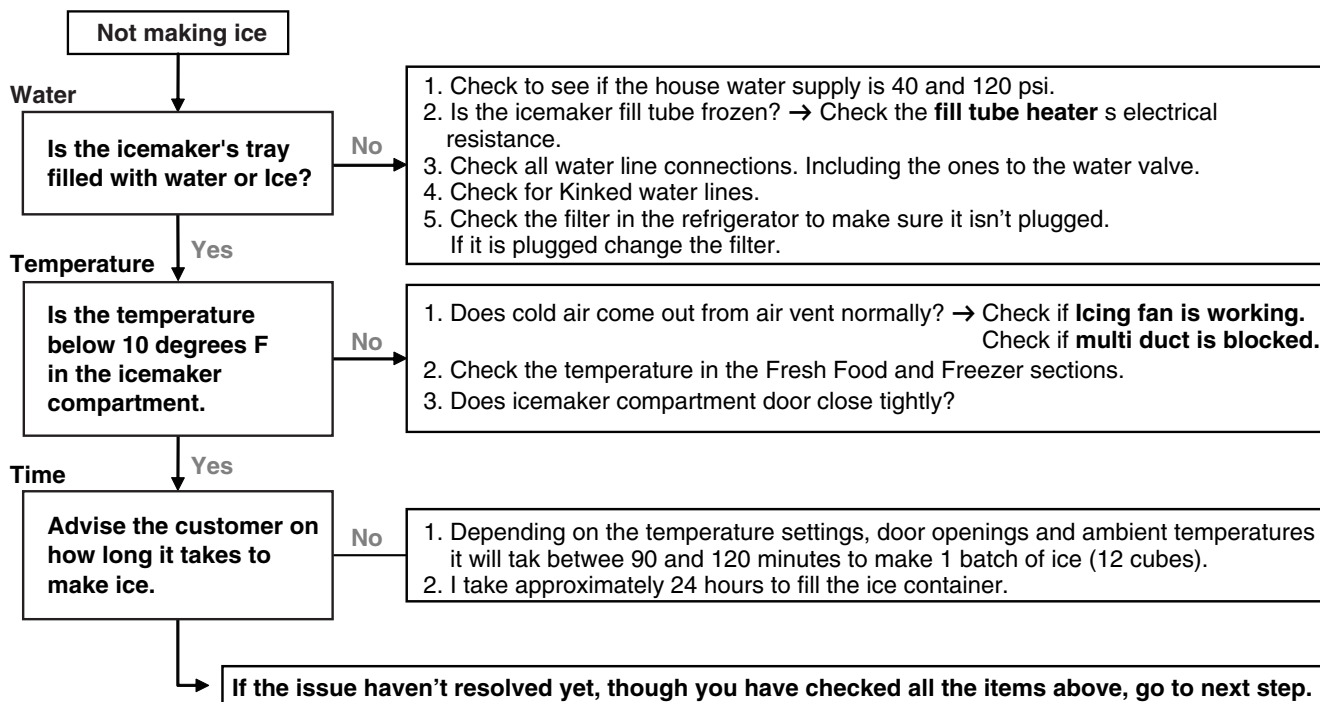 Not making ice
Water
Is the icemaker's tray
filled with water or Ice?
No
1. Check to see if the house water supply is 40 and 120 psi.
2. Is the icemaker fill tube frozen? → Check the fill tube heater s electrical
resistance.
3. Check all water line connections. Including the ones to the water valve.
4. Check for Kinked water lines.
5. Check the filter in the refrigerator to make sure it isn't plugged.
If it is plugged change the filter.
Yes
Temperature
Is the temperature
below 10 degrees F
in the icemaker
compartment.
No
1. Does cold air come out from air vent normally? → Check if Icing fan is working.
Check if multi duct is blocked.
2. Check the temperature in the Fresh Food and Freezer sections.
3. Does icemaker compartment door close tightly?
Yes
Time
Advise the customer on
how long it takes to
make ice.
No
1. Depending on the temperature settings, door openings and ambient temperatures
it will tak betwee 90 and 120 minutes to make 1 batch of ice (12 cubes).
2. I take approximately 24 hours to fill the ice container.
If the issue haven't resolved yet, though you have checked all the items above, go to next step.